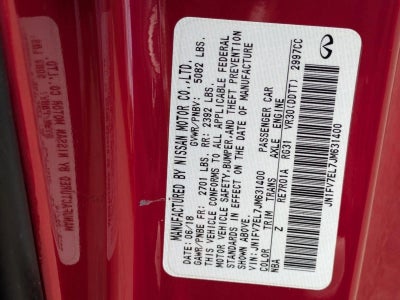 MANUFACTURED BY NISSAN MOTOR CO.,LTD.
GVWR/PNBV: 5082 LBS.
DATE: 06/18
GAWR/PNBE FR: 2701 LBS. RR: 2392 LBS.
THIS VEHICLE CONFORMS TO ALL APPLICABLE FEDERAL
MOTOR VEHICLE SAFETY,BUMPER,AND THEFT PREVENTION
STANDARDS IN EFFECT ON THE DATE OF MANUFACTURE
SHOWN ABOVE.
VIN:JN1FV7EL7JM631400 PASSENGER CAR
COLOR TRIM TRANS AXLE ENGINE
NBA Z RE7R01A RG31 VR30(DDTT) 2997CC
JN1FV7EL7JM631400